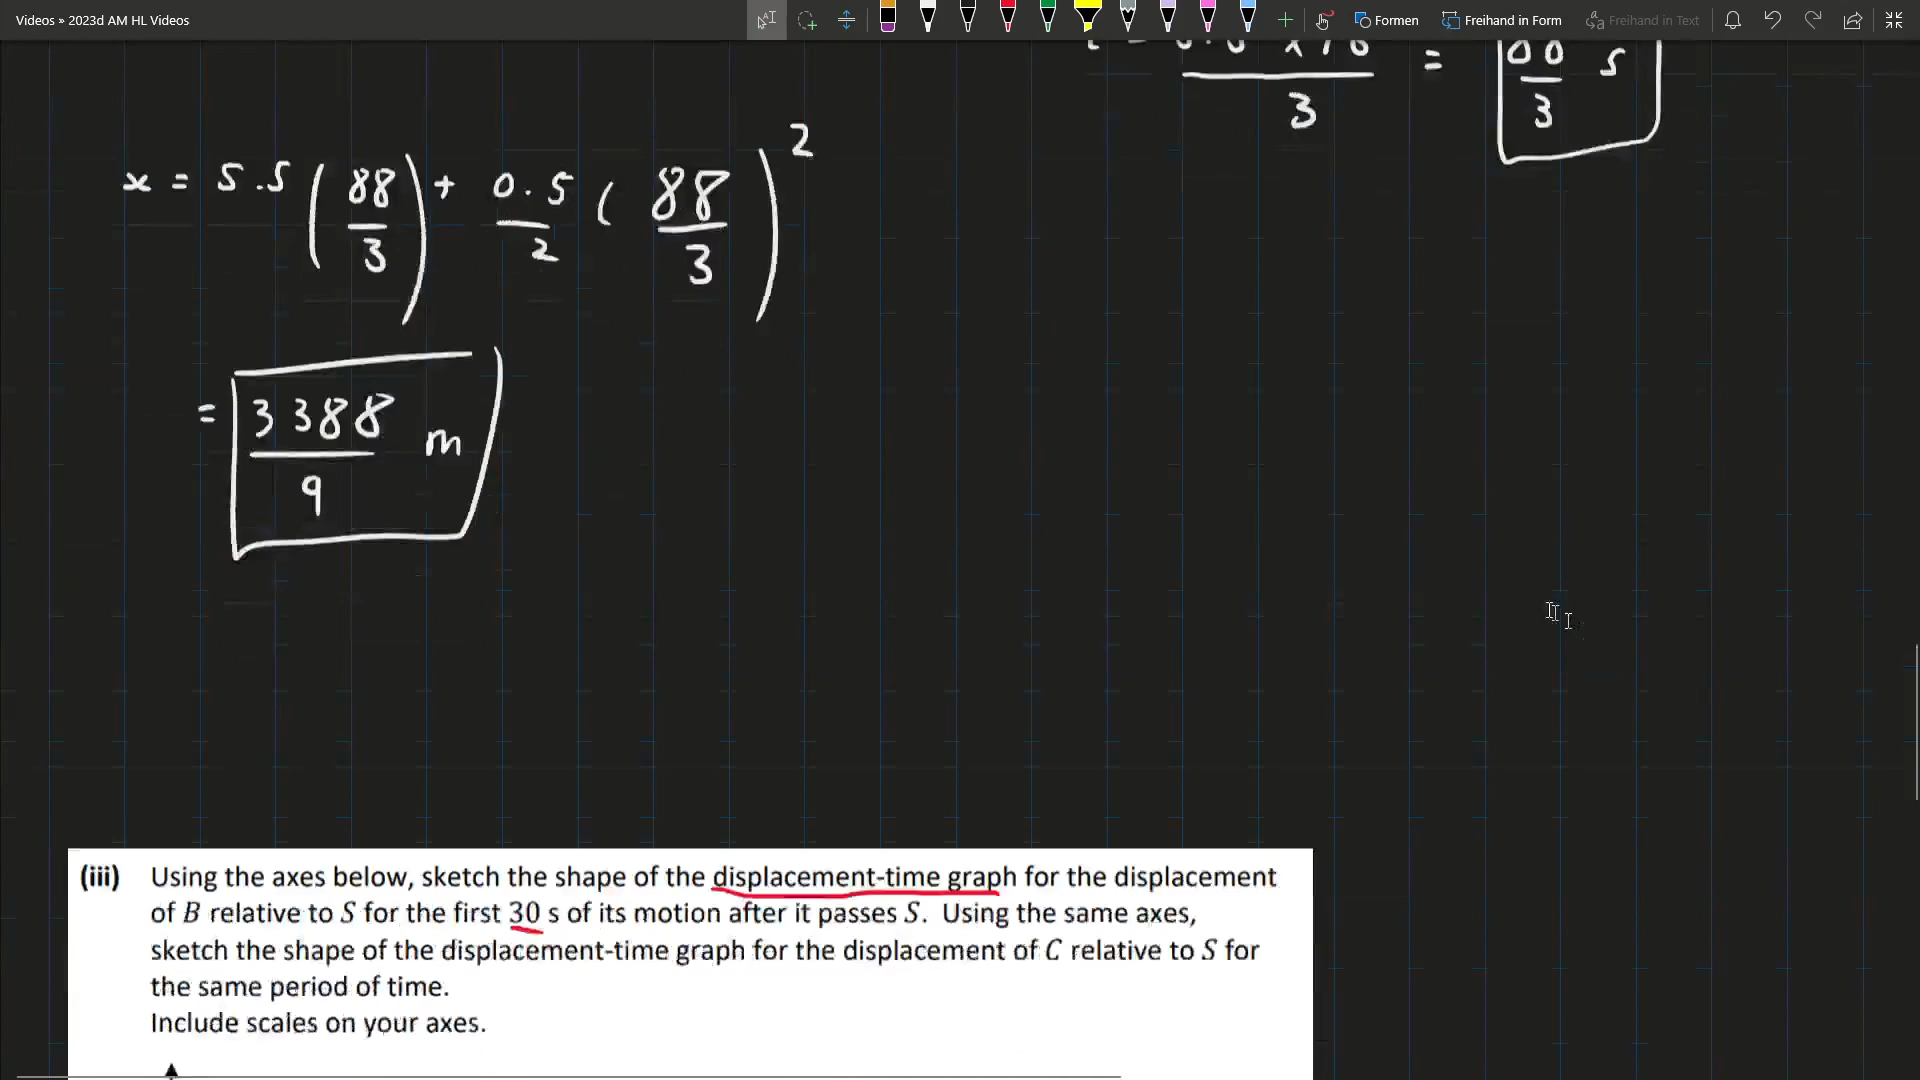 Videos » 2023d AM HL Videos
Formen
Freihand in Form
Freihand in Text
3
= 88/3 s
x = 5.5 (88/3) + 0.5/2 (88/3)^2
= 3388/9 m
(iii) Using the axes below, sketch the shape of the displacement-time graph for the displacement
of B relative to S for the first 30 s of its motion after it passes S. Using the same axes,
sketch the shape of the displacement-time graph for the displacement of C relative to S for
the same period of time.
Include scales on your axes.